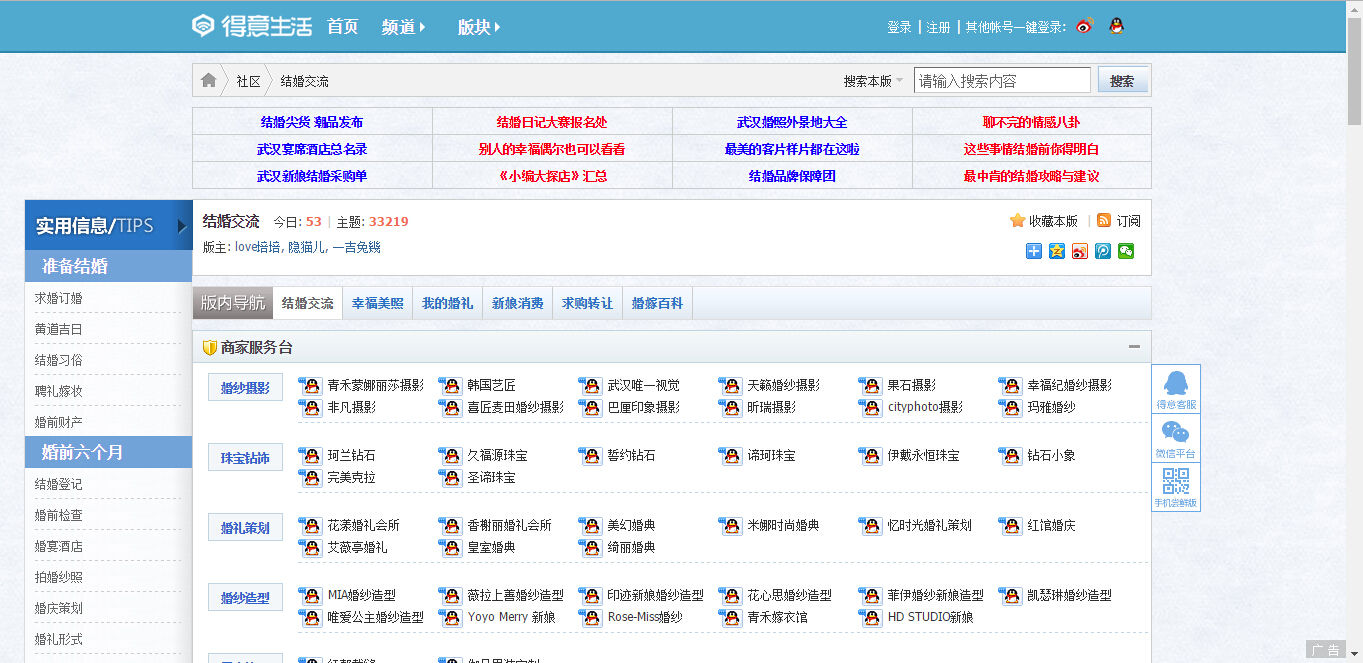 得意生活 首页 频道 版块 登录 | 注册 | 其他帐号一键登录:
社区 结婚交流 搜索本版 请输入搜索内容 搜索
结婚尖货 潮品发布 结婚日记大赛报名处 武汉婚照外景地大全 聊不完的情感八卦
武汉宴席酒店总名录 别人的幸福偶尔也可以看看 最美的客片样片都在这啦 这些事情结婚前你得明白
武汉新娘结婚采购单 《小编大探店》汇总 结婚品牌保障团 最中肯的结婚攻略与建议
实用信息/TIPS
准备结婚
求婚订婚
黄道吉日
结婚习俗
聘礼嫁妆
婚前财产
婚前六个月
结婚登记
婚前检查
婚宴酒店
拍婚纱照
婚庆策划
婚礼形式
结婚交流 今日: 53 | 主题: 33219 收藏本版 | 订阅
版主: love培培, 隐猫儿, 一吉兔幾
版内导航 结婚交流 幸福美照 我的婚礼 新娘消费 求购转让 婚嫁百科
商家服务台
婚纱摄影 青禾蒙娜丽莎摄影 韩国艺匠 武汉唯一视觉 天籁婚纱摄影 果石摄影 幸福纪婚纱摄影
非凡摄影 喜匠麦田婚纱摄影 巴厘印象摄影 昕瑞摄影 cityphoto摄影 玛雅婚纱
珠宝钻饰 珂兰钻石 久福源珠宝 誓约钻石 谛珂珠宝 伊戴永恒珠宝 钻石小象
完美克拉 圣谛珠宝
婚礼策划 花漾婚礼会所 香榭丽婚礼会所 美幻婚典 米娜时尚婚典 忆时光婚礼策划 红馆婚庆
艾薇亭婚礼 皇室婚典 绮丽婚典
婚纱造型 MIA婚纱造型 薇拉上善婚纱造型 印迹新娘婚纱造型 花心思婚纱造型 菲伊婚纱新娘造型 凯瑟琳婚纱造型
唯爱公主婚纱造型 Yoyo Merry 新娘 Rose-Miss婚纱 青禾嫁衣馆 HD STUDIO新娘
得意客服
微信平台
手机尝鲜版
广告